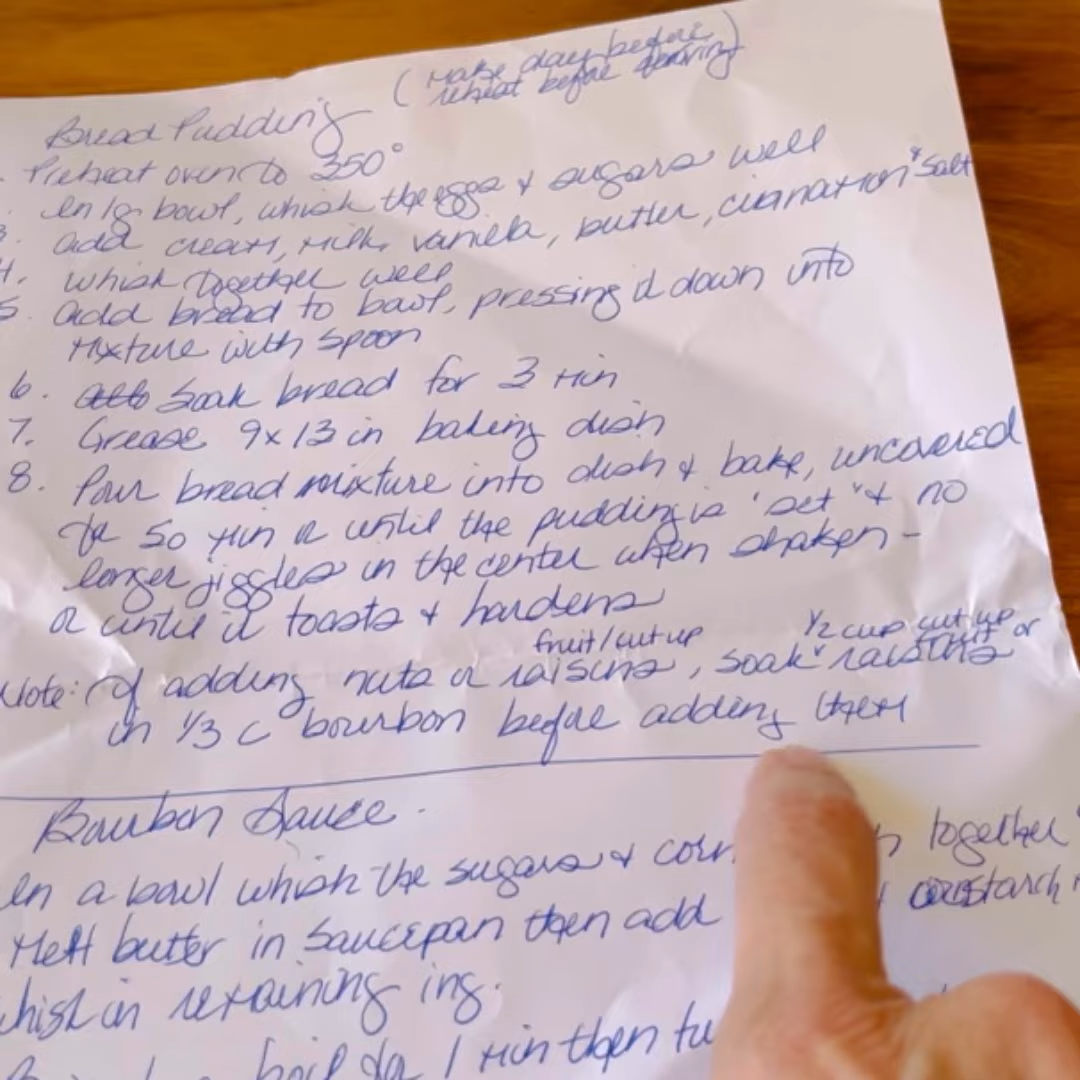 (Make day before
reheat before serving)
Bread Pudding
. Preheat oven to 350°
. In lg bowl, whisk the eggs & sugars well
3. add cream, milk, vanilla, butter, cinnamon & salt
4. whisk together well
5. add bread to bowl, pressing it down into
mixture with spoon
6. Soak bread for 3 min
7. Grease 9x13 in baking dish
8. Pour bread mixture into dish & bake, uncovered
for 50 min or until the pudding is 'set' & no
longer jiggles in the center when shaken -
or until it toasts & hardens
fruit/cut up 1/2 cup cut up
fruit or
Note: If adding nuts or raisins, soak raisins
in 1/3 c bourbon before adding them
Bourbon Sauce.
In a bowl whisk the sugars & corn together
Melt butter in saucepan then add cornstarch
whisk in remaining ing.
boil for 1 min then tu